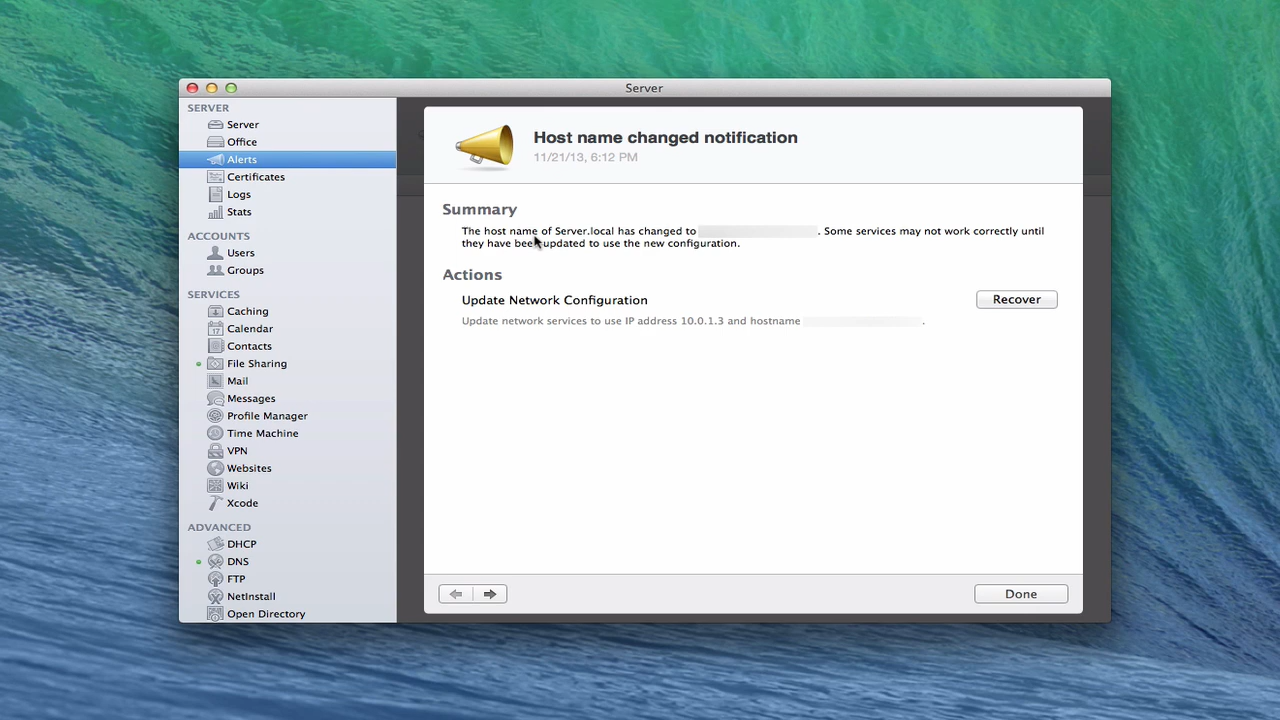 Server
SERVER
Server
Office
Alerts
Certificates
Logs
Stats
ACCOUNTS
Users
Groups
SERVICES
Caching
17
Calendar
Contacts
File Sharing
Mail
Messages
Profile Manager
Time Machine
VPN
Websites
Wiki
Xcode
ADVANCED
DHCP
DNS
FTP
NetInstall
Open Directory
Host name changed notification
11/21/13, 6:12 PM
Summary
The host name of Server.local has changed to . Some services may not work correctly until
they have been updated to use the new configuration.
Actions
Update Network Configuration
Recover
Update network services to use IP address 10.0.1.3 and hostname .
Done